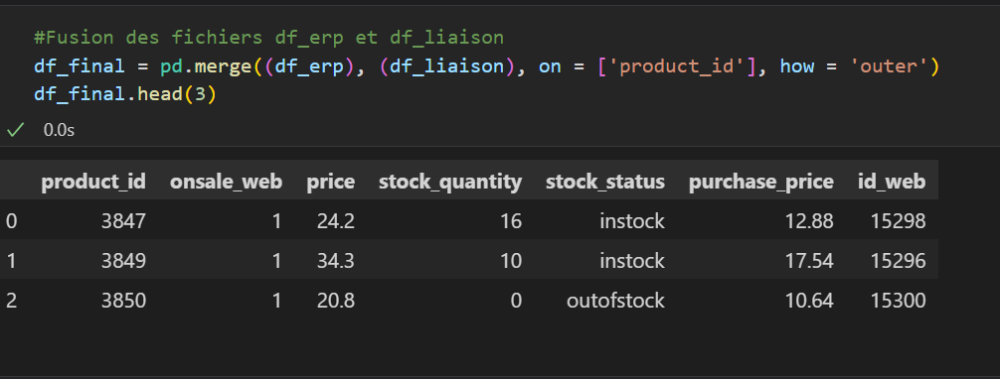 #Fusion des fichiers df_erp et df_liaison
df_final = pd.merge((df_erp), (df_liaison), on = ['product_id'], how = 'outer')
df_final.head(3)
✓ 0.0s
product_id onsale_web price stock_quantity stock_status purchase_price id_web
0 3847 1 24.2 16 instock 12.88 15298
1 3849 1 34.3 10 instock 17.54 15296
2 3850 1 20.8 0 outofstock 10.64 15300